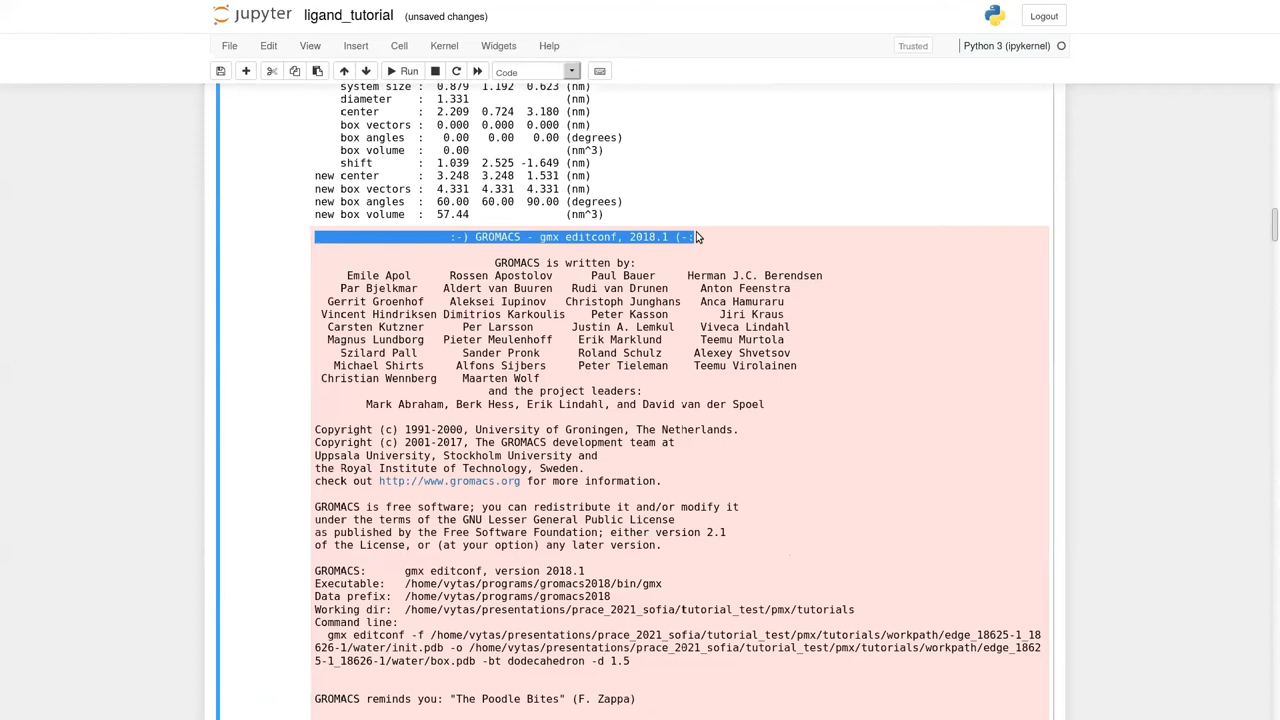 jupyter ligand_tutorial (unsaved changes) Logout
File Edit View Insert Cell Kernel Widgets Help Trusted Python 3 (ipykernel)
Run Code
system size : 0.879 1.192 0.623 (nm)
diameter : 1.331 (nm)
center : 2.209 0.724 3.180 (nm)
box vectors : 0.000 0.000 0.000 (nm)
box angles : 0.00 0.00 0.00 (degrees)
box volume : 0.00 (nm^3)
shift : 1.039 2.525 -1.649 (nm)
new center : 3.248 3.248 1.531 (nm)
new box vectors : 4.331 4.331 4.331 (nm)
new box angles : 60.00 60.00 90.00 (degrees)
new box volume : 57.44 (nm^3)
:-) GROMACS - gmx editconf, 2018.1 (-:
GROMACS is written by:
Emile Apol Rossen Apostolov Paul Bauer Herman J.C. Berendsen
Par Bjelkmar Aldert van Buuren Rudi van Drunen Anton Feenstra
Gerrit Groenhof Aleksei Iupinov Christoph Junghans Anca Hamuraru
Vincent Hindriksen Dimitrios Karkoulis Peter Kasson Jiri Kraus
Carsten Kutzner Per Larsson Justin A. Lemkul Viveca Lindahl
Magnus Lundborg Pieter Meulenhoff Erik Marklund Teemu Murtola
Szilard Pall Sander Pronk Roland Schulz Alexey Shvetsov
Michael Shirts Alfons Sijbers Peter Tieleman Teemu Virolainen
Christian Wennberg Maarten Wolf
and the project leaders:
Mark Abraham, Berk Hess, Erik Lindahl, and David van der Spoel
Copyright (c) 1991-2000, University of Groningen, The Netherlands.
Copyright (c) 2001-2017, The GROMACS development team at
Uppsala University, Stockholm University and
the Royal Institute of Technology, Sweden.
check out http://www.gromacs.org for more information.
GROMACS is free software; you can redistribute it and/or modify it
under the terms of the GNU Lesser General Public License
as published by the Free Software Foundation; either version 2.1
of the License, or (at your option) any later version.
GROMACS: gmx editconf, version 2018.1
Executable: /home/vytas/programs/gromacs2018/bin/gmx
Data prefix: /home/vytas/programs/gromacs2018
Working dir: /home/vytas/presentations/prace_2021_sofia/tutorial_test/pmx/tutorials
Command line:
gmx editconf -f /home/vytas/presentations/prace_2021_sofia/tutorial_test/pmx/tutorials/workpath/edge_18625-1_18
626-1/water/init.pdb -o /home/vytas/presentations/prace_2021_sofia/tutorial_test/pmx/tutorials/workpath/edge_1862
5-1_18626-1/water/box.pdb -bt dodecahedron -d 1.5
GROMACS reminds you: "The Poodle Bites" (F. Zappa)